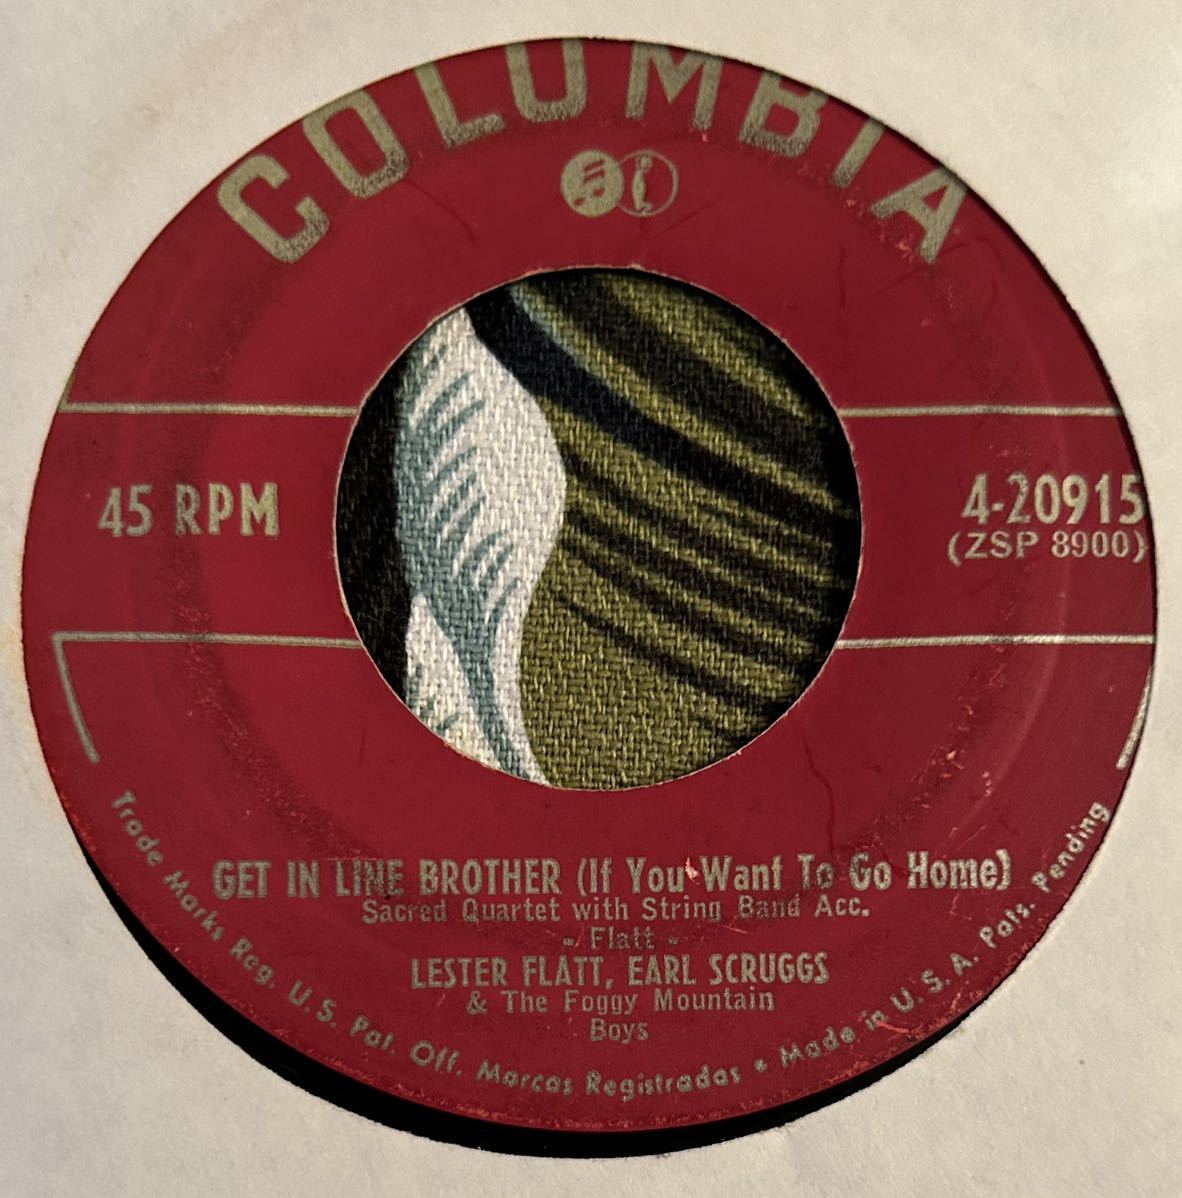 COLUMBIA
45 RPM
4-20915
(ZSP 8900)
GET IN LINE BROTHER (If You Want To Go Home)
Sacred Quartet with String Band Acc.
- Flatt -
LESTER FLATT, EARL SCRUGGS
& The Foggy Mountain
Boys
Trade Marks Reg. U.S. Pat. Off. Marcas Registradas • Made in U.S.A. Pats. Pending